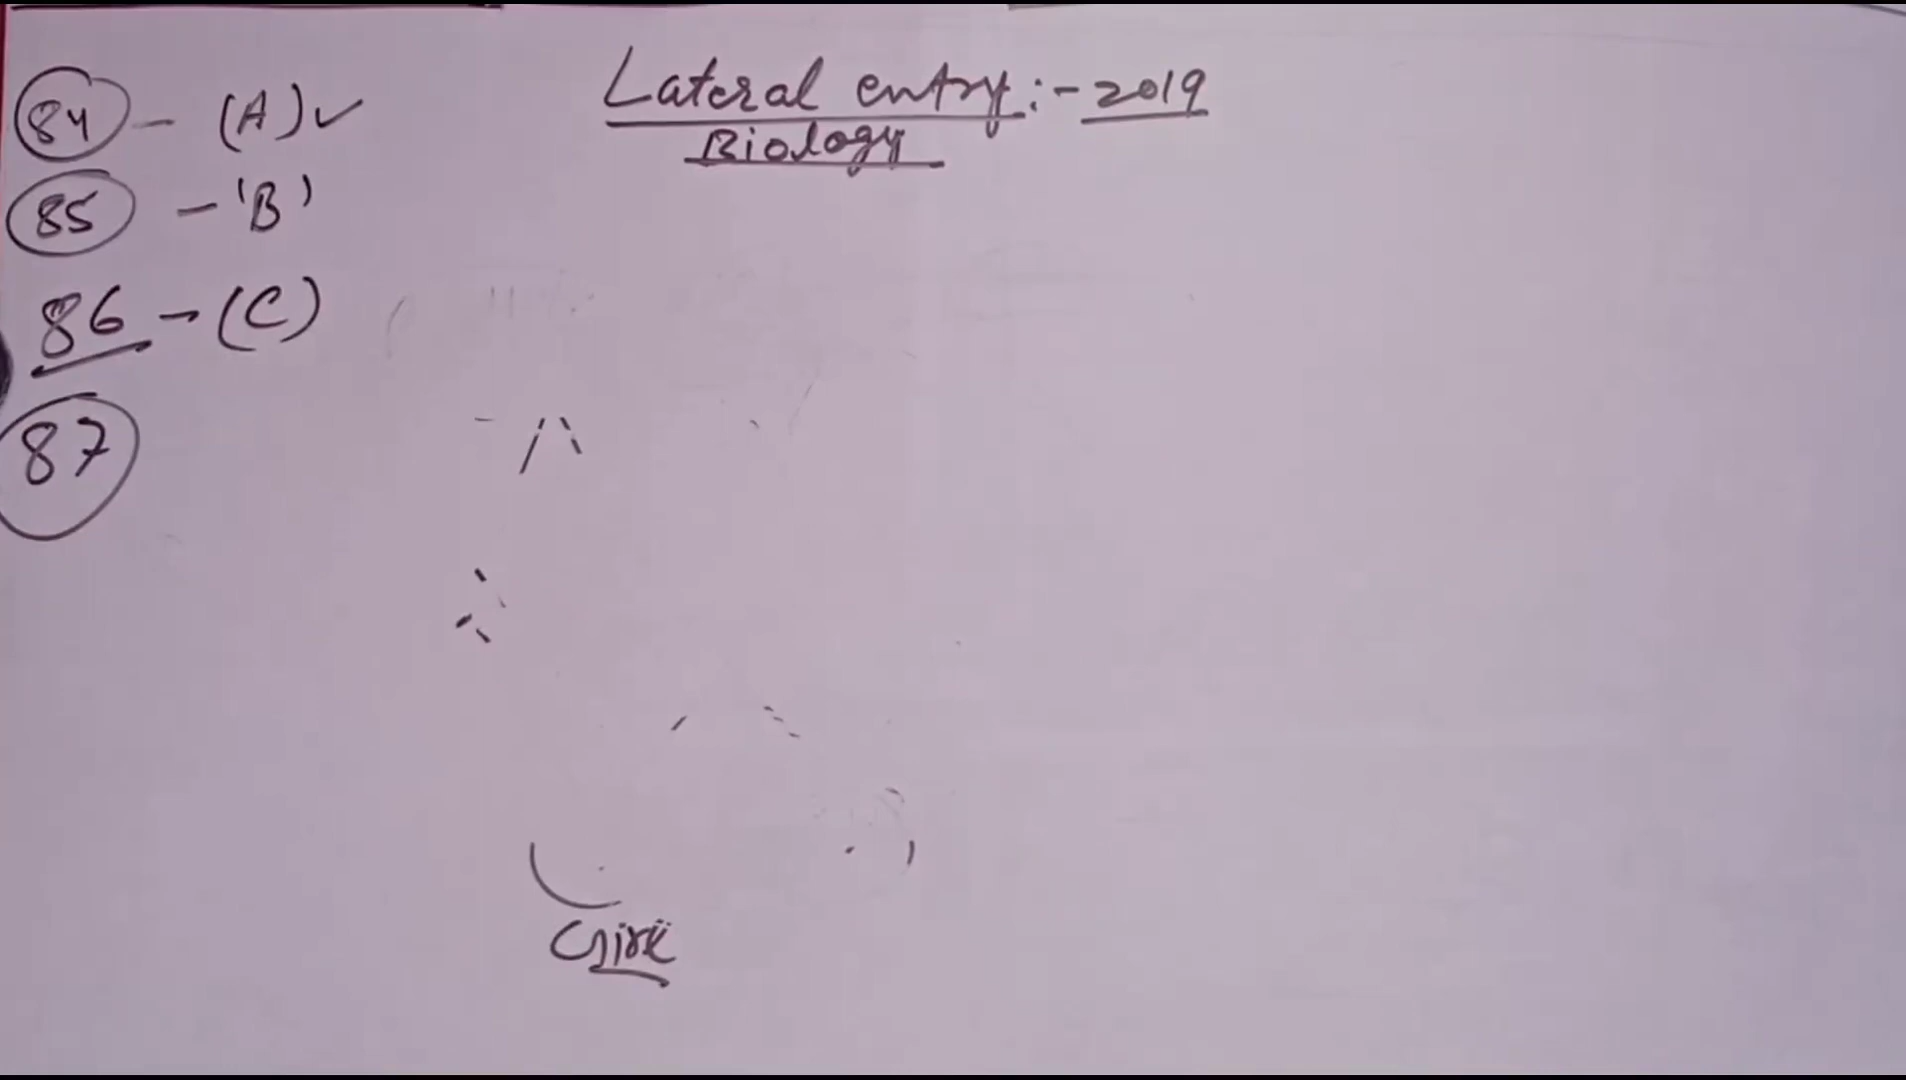 Lateral entry :- 2019
Biology
84 - (A) ✓
85 - 'B'
86 - (C)
87